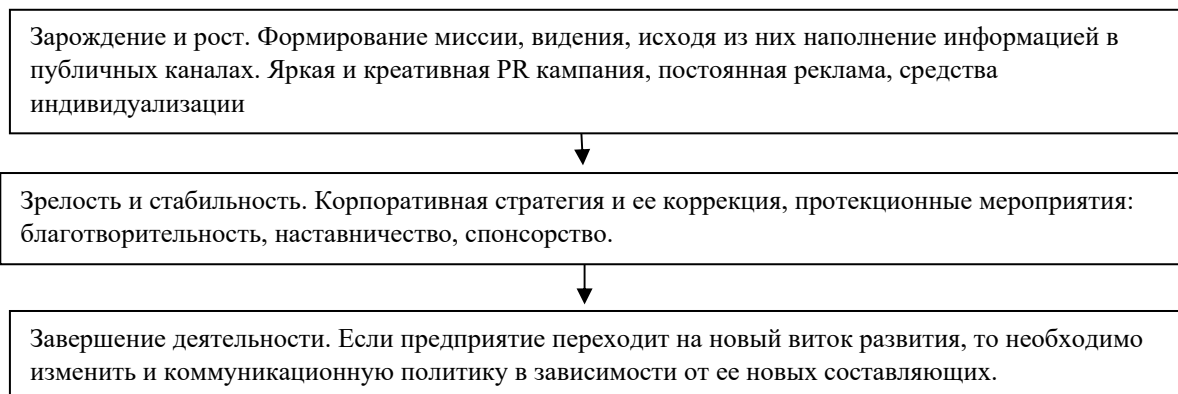 Зарождение и рост. Формирование миссии, видения, исходя из них наполнение информацией в
публичных каналах. Яркая и креативная PR кампания, постоянная реклама, средства
индивидуализации
Зрелость и стабильность. Корпоративная стратегия и ее коррекция, протекционные мероприятия:
благотворительность, наставничество, спонсорство.
Завершение деятельности. Если предприятие переходит на новый виток развития, то необходимо
изменить и коммуникационную политику в зависимости от ее новых составляющих.